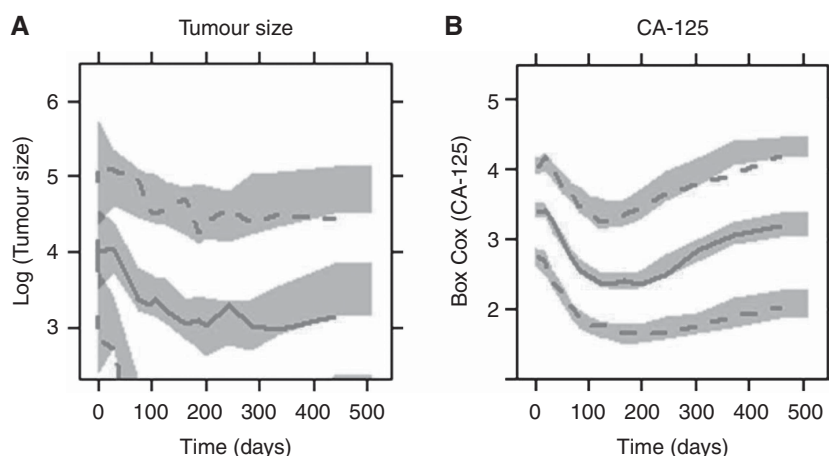 A
Tumour size
Log (Tumour size)
6
5
4
3
0 100 200 300 400 500
Time (days)
B
CA-125
Box Cox (CA-125)
5
4
3
2
0 100 200 300 400 500
Time (days)